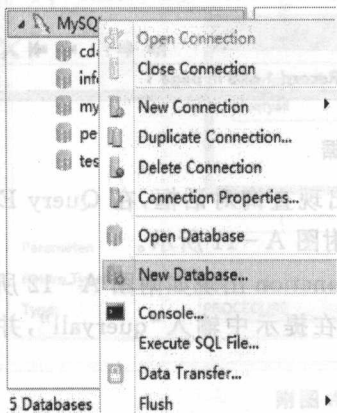 MySQ
Open Connection
cd
Close Connection
inf
my
New Connection
pe
Duplicate Connection...
tes
Delete Connection
Connection Properties...
Open Database
New Database...
Console...
Execute SQL File...
Data Transfer...
5 Databases
Flush